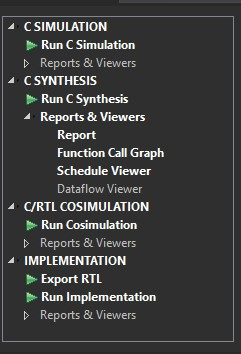 C SIMULATION
Run C Simulation
Reports & Viewers
C SYNTHESIS
Run C Synthesis
Reports & Viewers
Report
Function Call Graph
Schedule Viewer
Dataflow Viewer
C/RTL COSIMULATION
Run Cosimulation
Reports & Viewers
IMPLEMENTATION
Export RTL
Run Implementation
Reports & Viewers